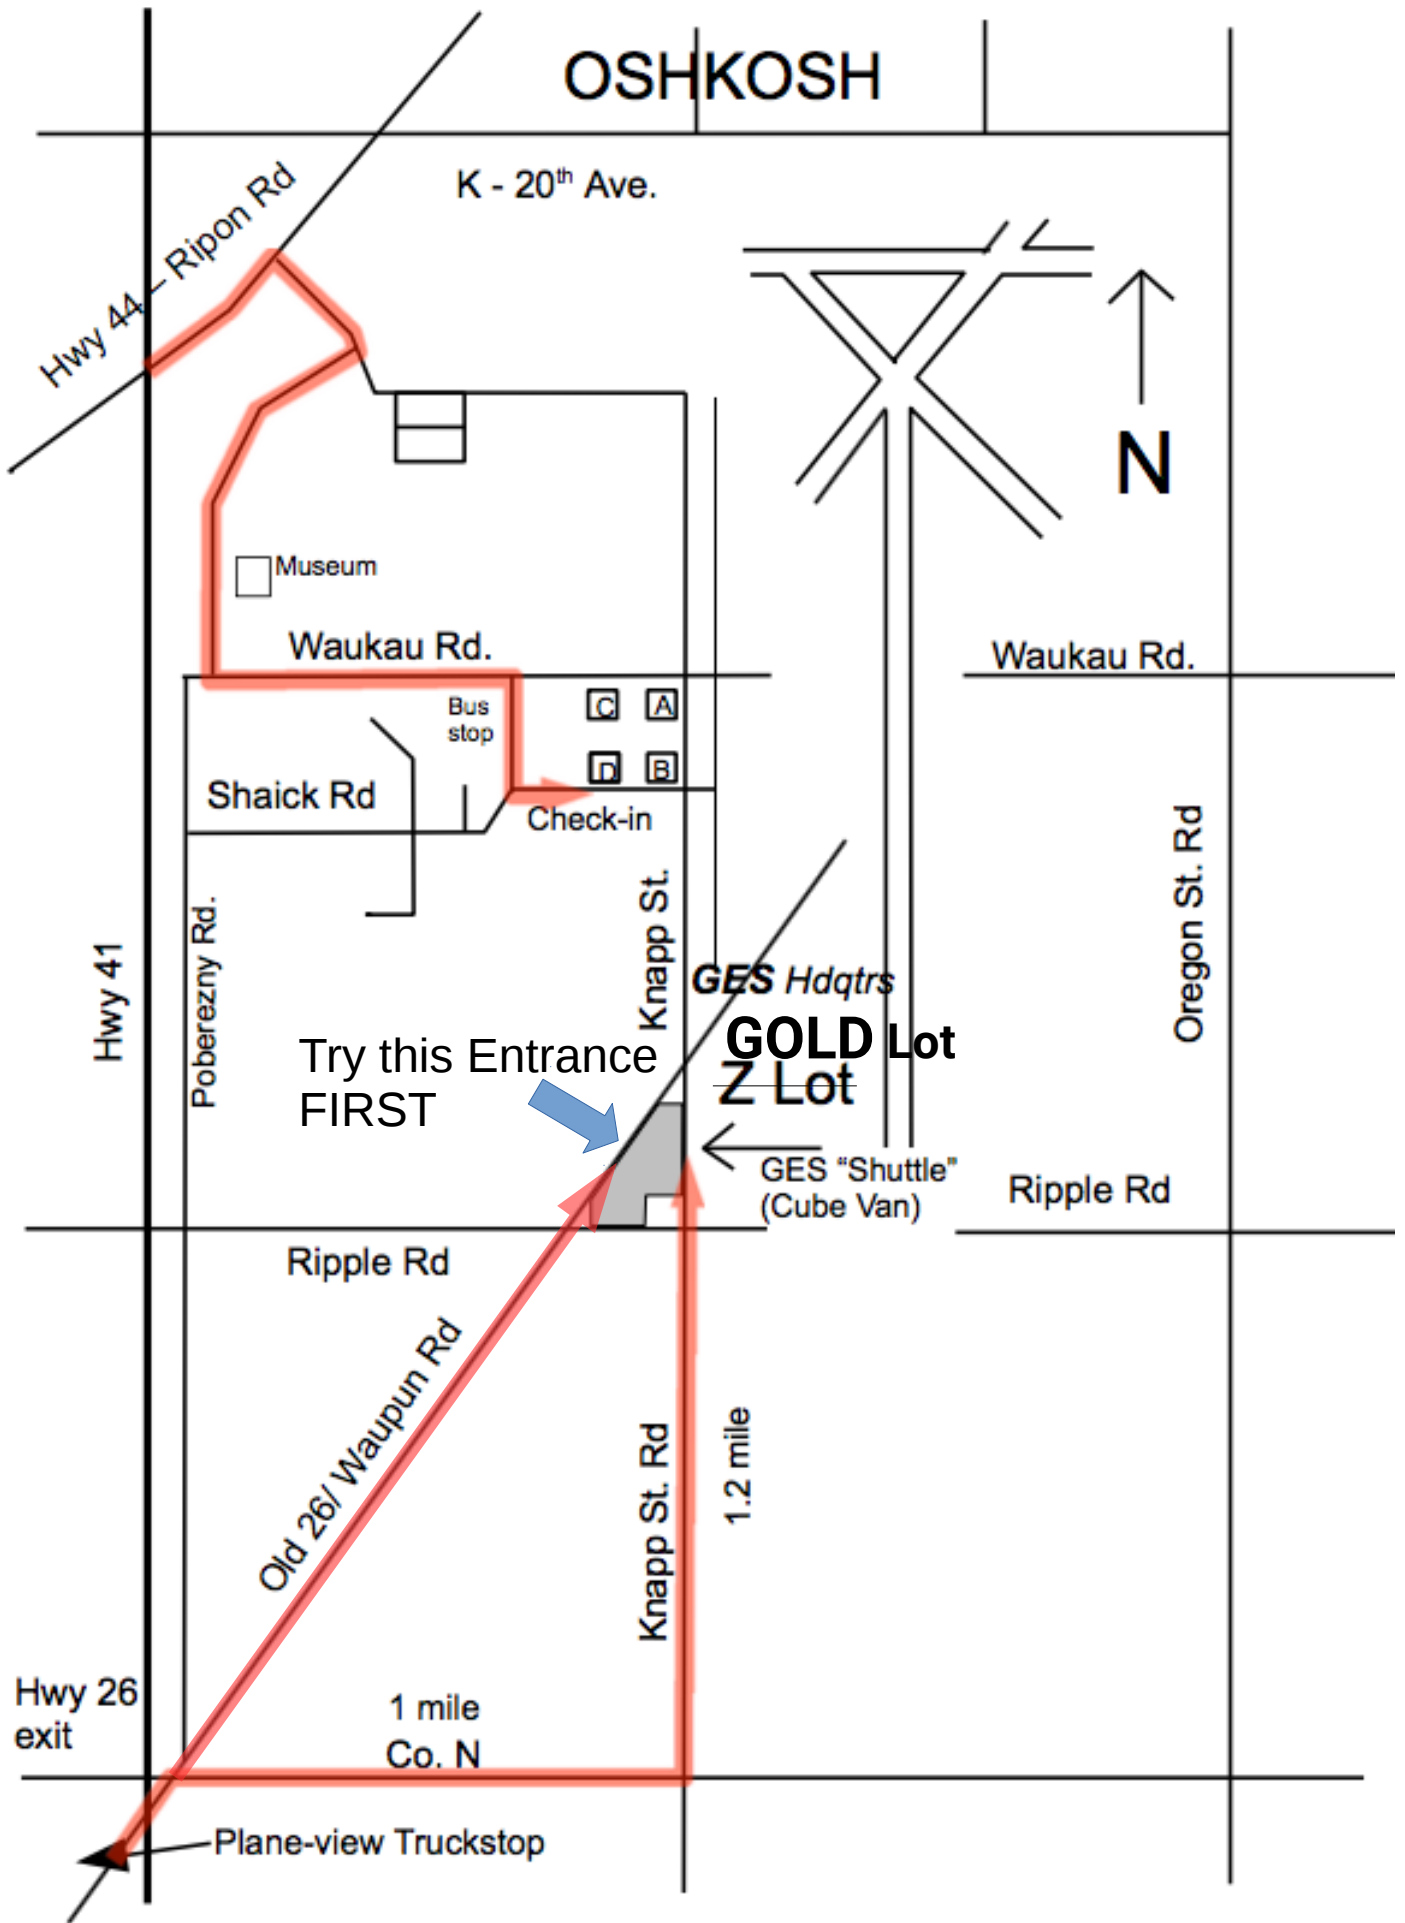 OSHKOSH
K - 20th Ave.
Hwy 44 – Ripon Rd
N
Museum
Waukau Rd.
Waukau Rd.
Bus
stop
C
A
D
B
Shaick Rd
Check-in
Hwy 41
Poberezny Rd.
Knapp St.
Oregon St. Rd
GES Hdqtrs
GOLD Lot
Z Lot
Try this Entrance
FIRST
GES “Shuttle”
(Cube Van)
Ripple Rd
Ripple Rd
Old 26/ Waupun Rd
Knapp St. Rd
1.2 mile
Hwy 26
exit
1 mile
Co. N
Plane-view Truckstop